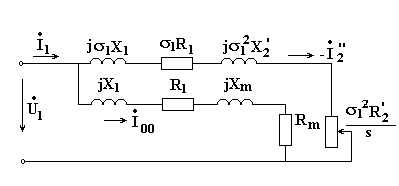 İ₁ jσ₁X₁ σ₁R₁ jσ₁²X₂' -İ₂''
jX₁ R₁ jXm
U̇₁ İ₀₀ Rm σ₁²R₂'/s